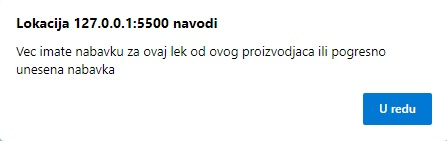 Lokacija 127.0.0.1:5500 navodi
Vec imate nabavku za ovaj lek od ovog proizvodjaca ili pogresno
unesena nabavka
U redu